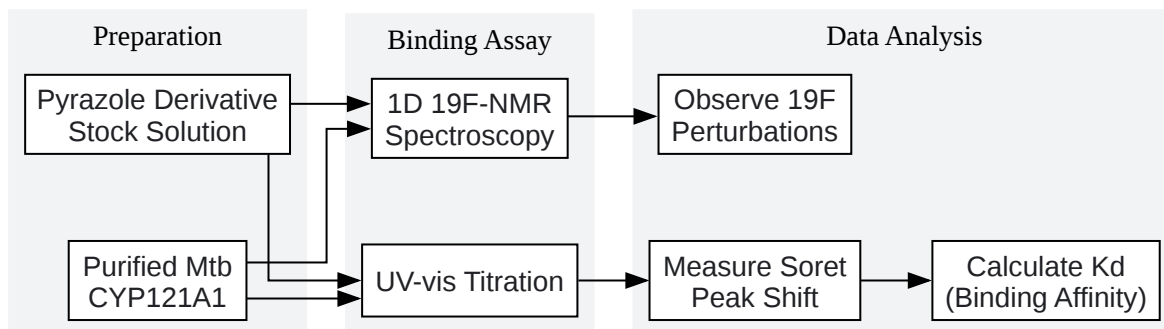 Preparation
Binding Assay
Data Analysis
Pyrazole Derivative
Stock Solution
1D 19F-NMR
Spectroscopy
Observe 19F
Perturbations
Purified Mtb
CYP121A1
UV-vis Titration
Measure Soret
Peak Shift
Calculate Kd
(Binding Affinity)